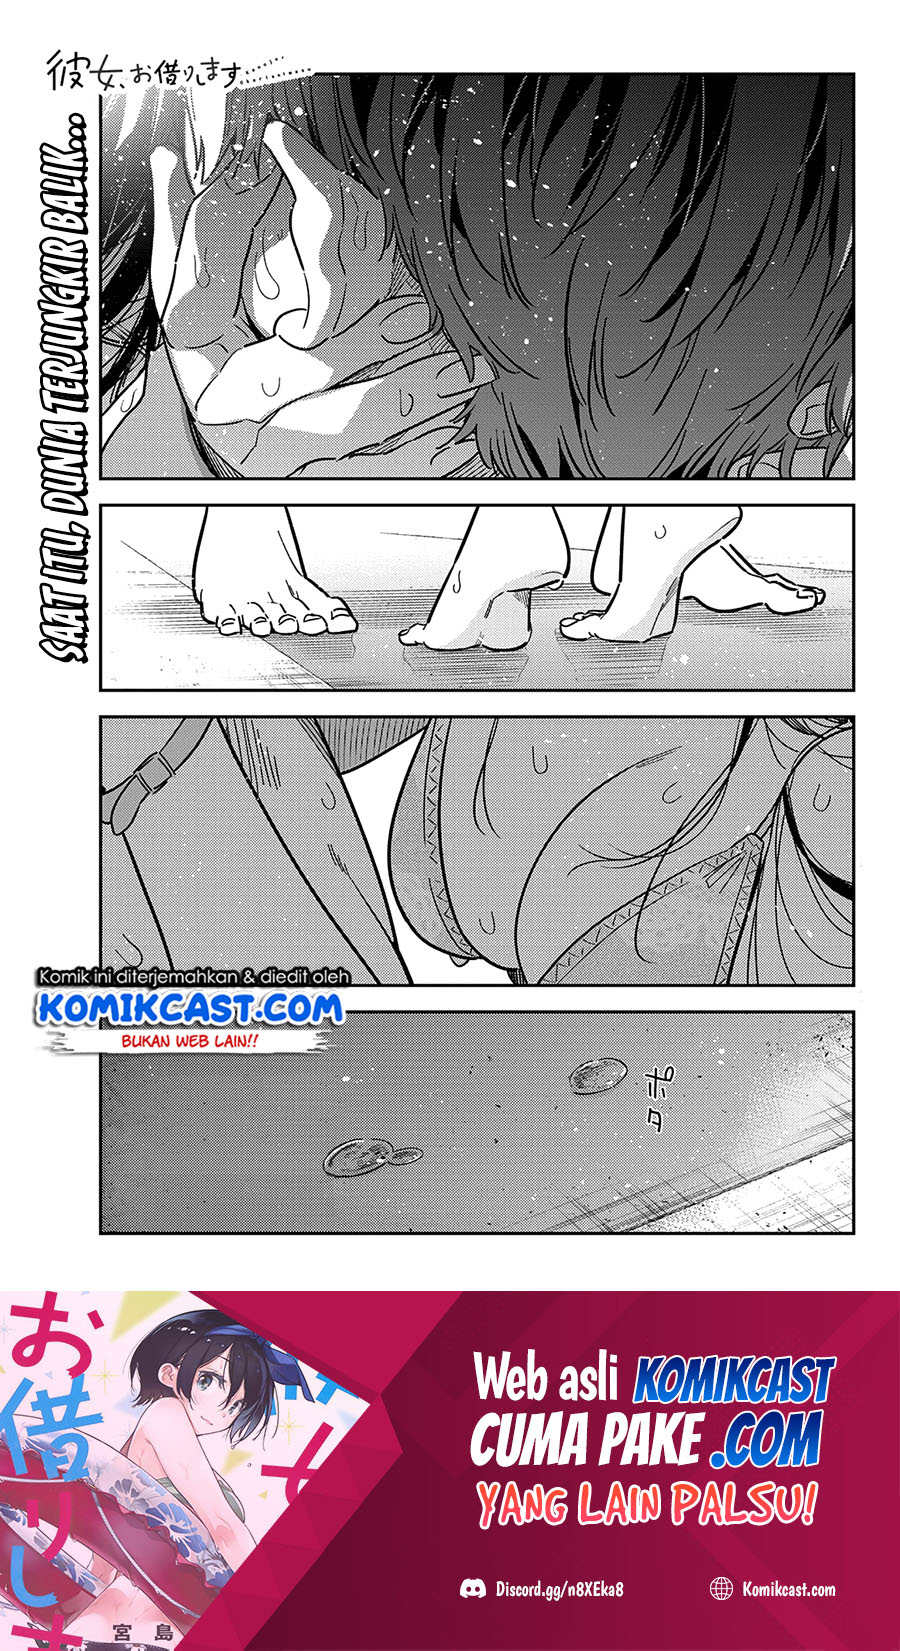 彼女、お借りします
SAAT ITU, DUNIA TERJUNGKIR BALIK...
Komik ini diterjemahkan & diedit oleh
KOMIKCAST.COM
BUKAN WEB LAIN!!
ポタ
お借りしま
女
宮島
Web asli KOMIKCAST
CUMA PAKE .COM
YANG LAIN PALSU!
Discord.gg/n8XEka8
Komikcast.com